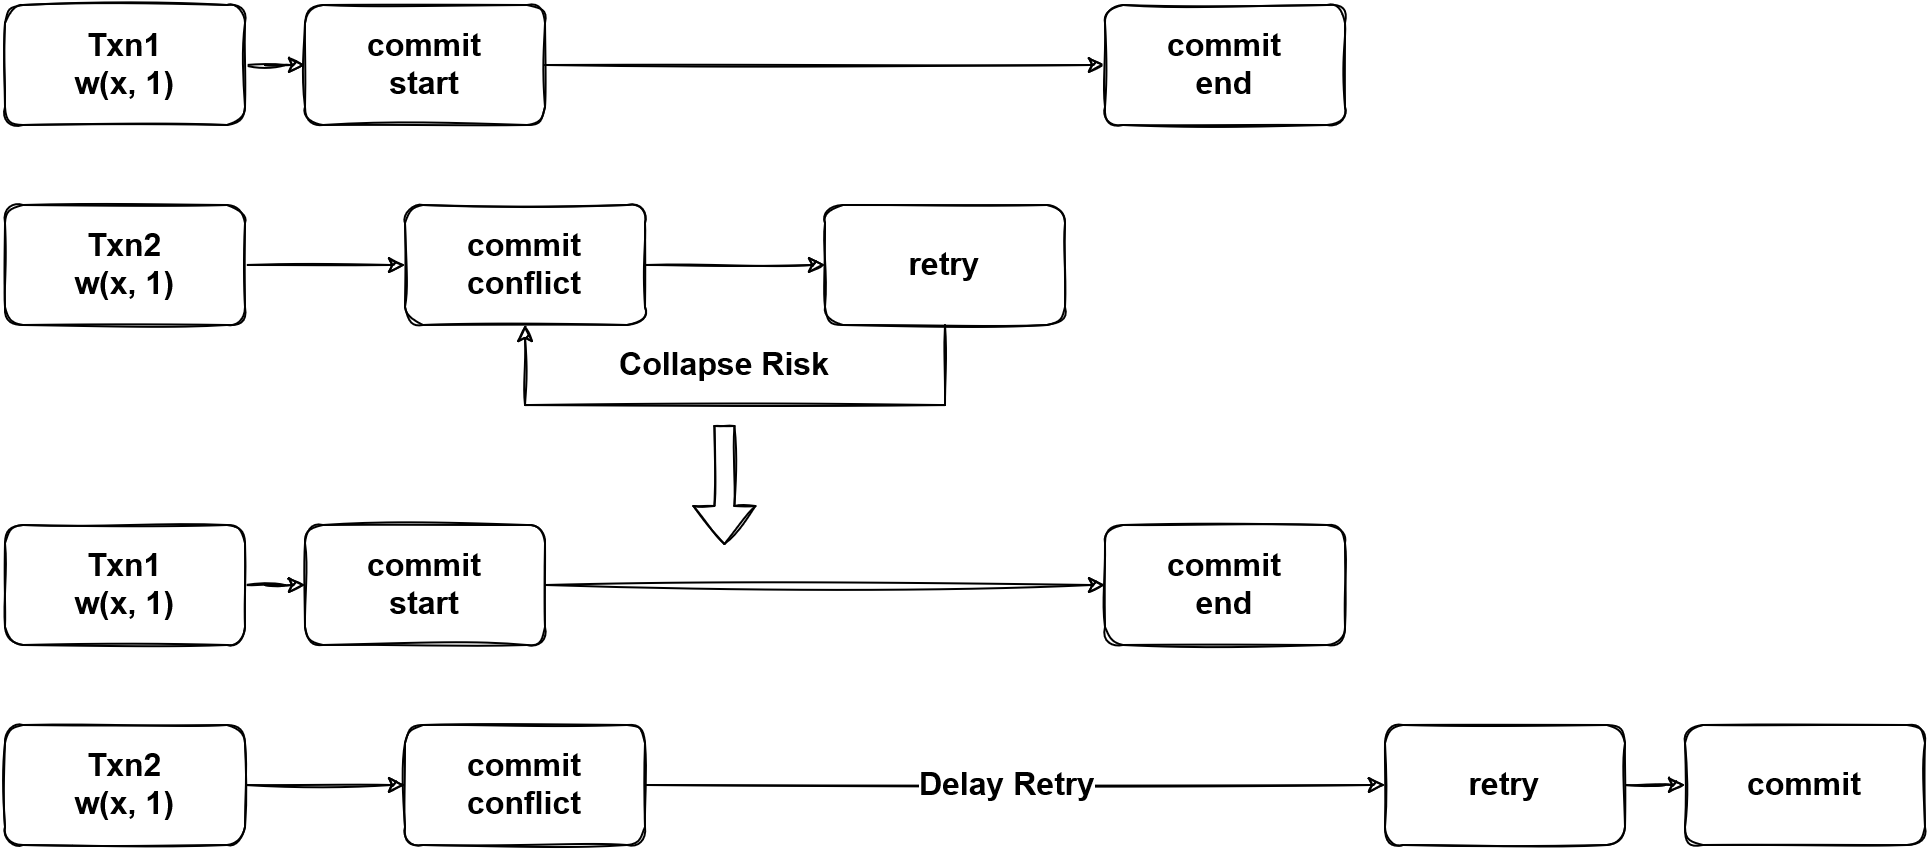 Txn1
w(x, 1)
commit
start
commit
end
Txn2
w(x, 1)
commit
conflict
retry
Collapse Risk
Txn1
w(x, 1)
commit
start
commit
end
Txn2
w(x, 1)
commit
conflict
Delay Retry
retry
commit